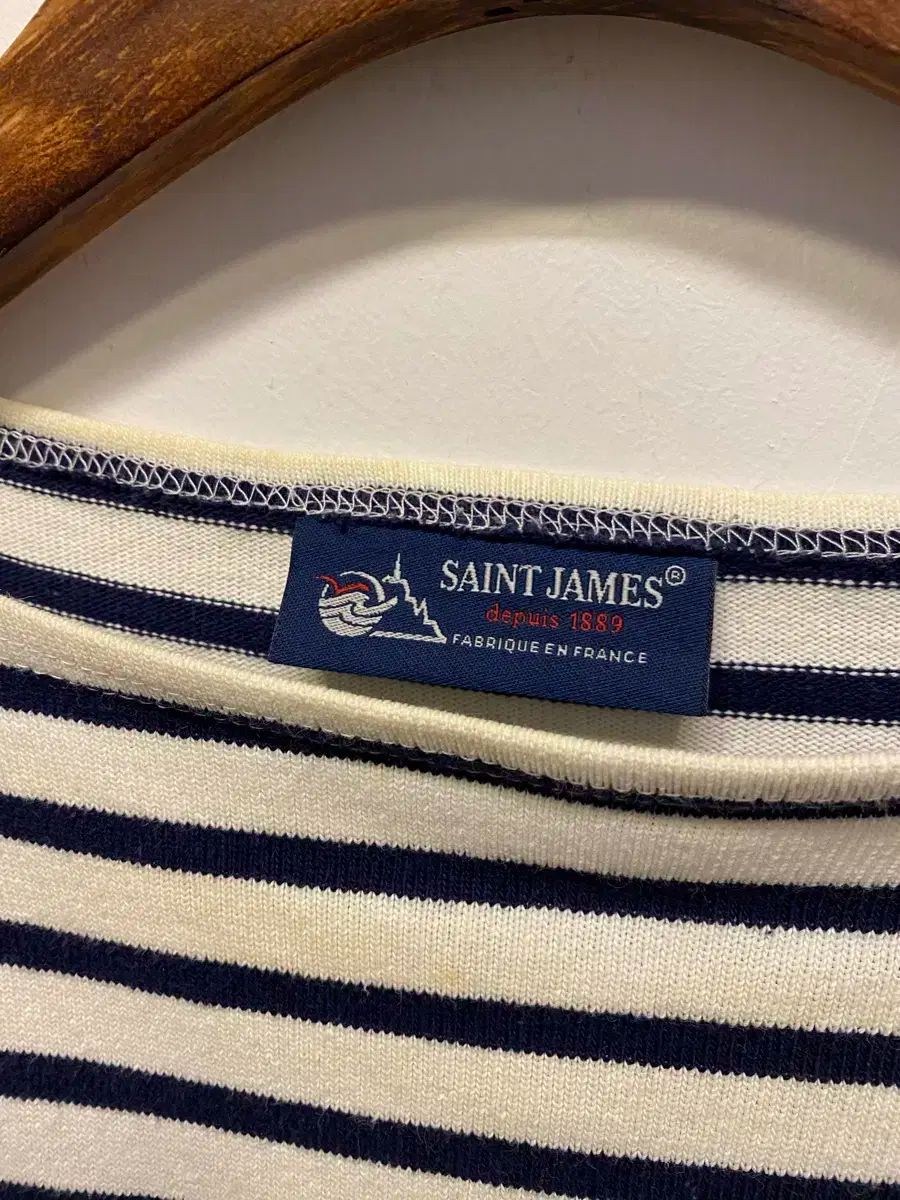 SAINT JAMES®
depuis 1889
FABRIQUE EN FRANCE